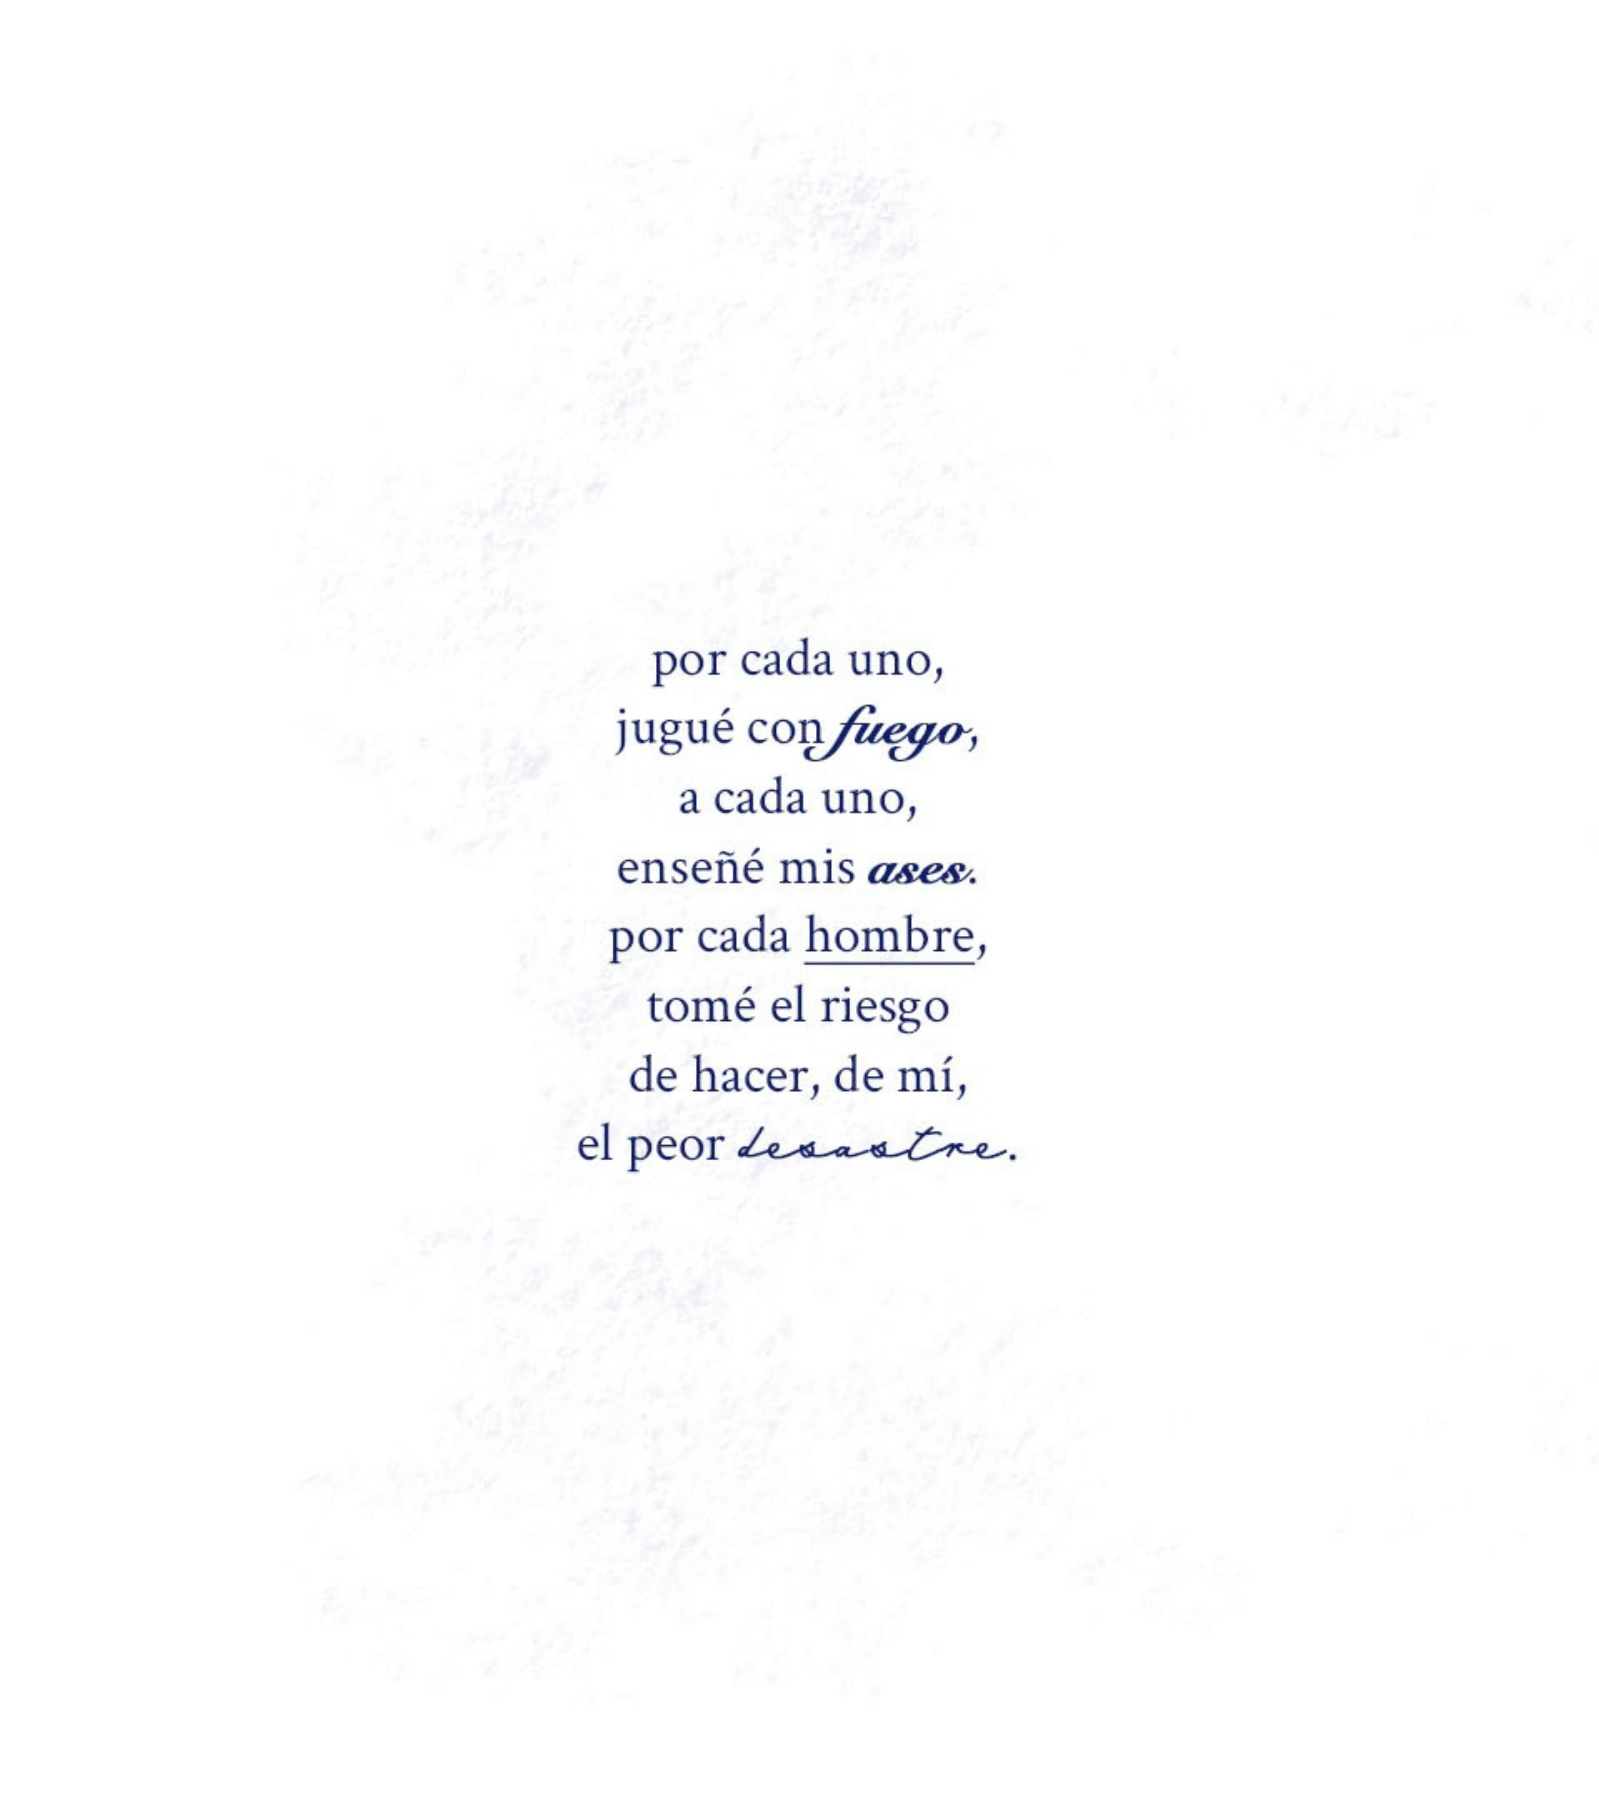 por cada uno,
jugué con fuego,
a cada uno,
enseñé mis ases.
por cada hombre,
tomé el riesgo
de hacer, de mí,
el peor desastre.